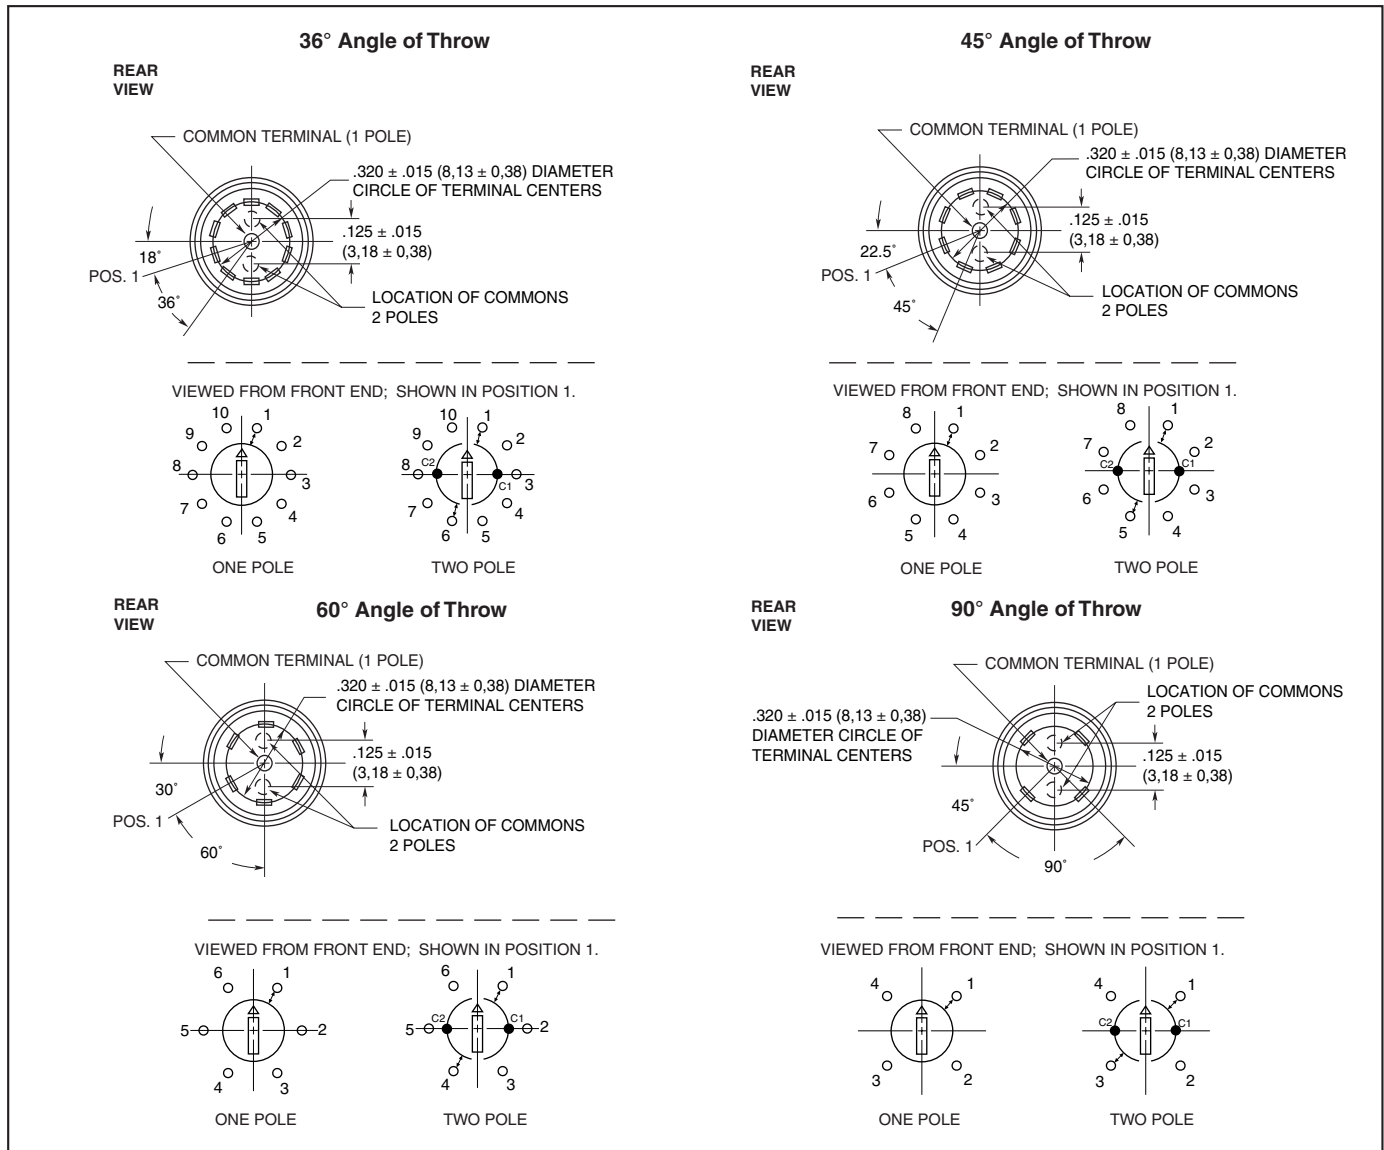 36° Angle of Throw
REAR
VIEW
COMMON TERMINAL (1 POLE)
.320 ± .015 (8,13 ± 0,38) DIAMETER
CIRCLE OF TERMINAL CENTERS
.125 ± .015
(3,18 ± 0,38)
18°
POS. 1
36°
LOCATION OF COMMONS
2 POLES
VIEWED FROM FRONT END; SHOWN IN POSITION 1.
10 1
9 2
8 3
7 4
6 5
ONE POLE
10 1
9 2
C2
8 3
C1
7 4
6 5
TWO POLE
45° Angle of Throw
REAR
VIEW
COMMON TERMINAL (1 POLE)
.320 ± .015 (8,13 ± 0,38) DIAMETER
CIRCLE OF TERMINAL CENTERS
.125 ± .015
(3,18 ± 0,38)
22.5°
POS. 1
45°
LOCATION OF COMMONS
2 POLES
VIEWED FROM FRONT END; SHOWN IN POSITION 1.
8 1
7 2
6 3
5 4
ONE POLE
8 1
7 2
C2 C1
6 3
5 4
TWO POLE
60° Angle of Throw
REAR
VIEW
COMMON TERMINAL (1 POLE)
.320 ± .015 (8,13 ± 0,38) DIAMETER
CIRCLE OF TERMINAL CENTERS
.125 ± .015
(3,18 ± 0,38)
30°
POS. 1
60°
LOCATION OF COMMONS
2 POLES
VIEWED FROM FRONT END; SHOWN IN POSITION 1.
6 1
5 2
4 3
ONE POLE
6 1
C2 C1
5 2
4 3
TWO POLE
90° Angle of Throw
REAR
VIEW
COMMON TERMINAL (1 POLE)
LOCATION OF COMMONS
2 POLES
.320 ± .015 (8,13 ± 0,38)
DIAMETER CIRCLE OF
TERMINAL CENTERS
.125 ± .015
(3,18 ± 0,38)
45°
POS. 1
90°
VIEWED FROM FRONT END; SHOWN IN POSITION 1.
4 1
3 2
ONE POLE
4 1
C2 C1
3 2
TWO POLE